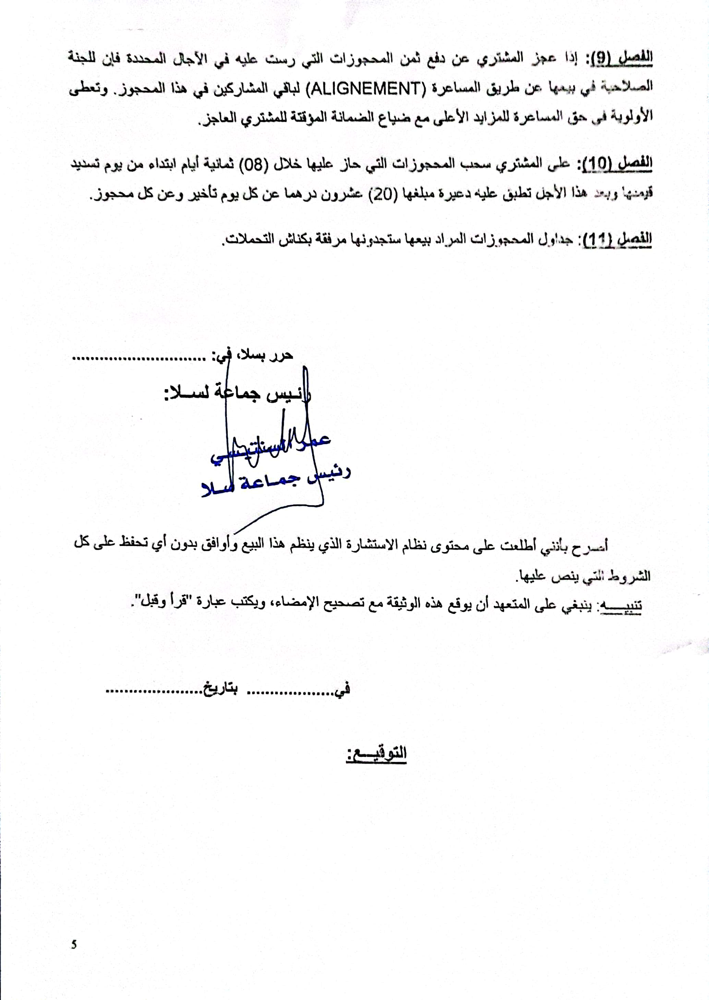 الفصل (9): إذا عجز المشتري عن دفع ثمن المحجوزات التي رست عليه في الآجال المحددة فإن للجنة
الصلاحية في بيعها عن طريق المساعرة (ALIGNEMENT) لباقي المشاركين في هذا المحجوز. وتعطى
الأولوية في حق المساعرة للمزايد الأعلى مع ضياع الضمانة المؤقتة للمشتري العاجز.
الفصل (10): على المشتري سحب المحجوزات التي حاز عليها خلال (08) ثمانية أيام ابتداء من يوم تسديد
قيمتها وبعد هذا الأجل تطبق عليه دعيرة مبلغها (20) عشرون درهما عن كل يوم تأخير وعن كل محجوز.
الفصل (11): جداول المحجوزات المراد بيعها ستجدونها مرفقة بكناش التحملات.
حرر بسلا، في: .............................
رئيس جماعة لسلا:
عمر السنتيسي
رئيس جماعة سلا
أصرح بأنني أطلعت على محتوى نظام الاستشارة الذي ينظم هذا البيع وأوافق بدون أي تحفظ على كل
الشروط التي ينص عليها.
تنبيـــه: ينبغي على المتعهد أن يوقع هذه الوثيقة مع تصحيح الإمضاء، ويكتب عبارة "قرأ وقبل".
في................... بتاريخ.....................
التوقيـــع:
5